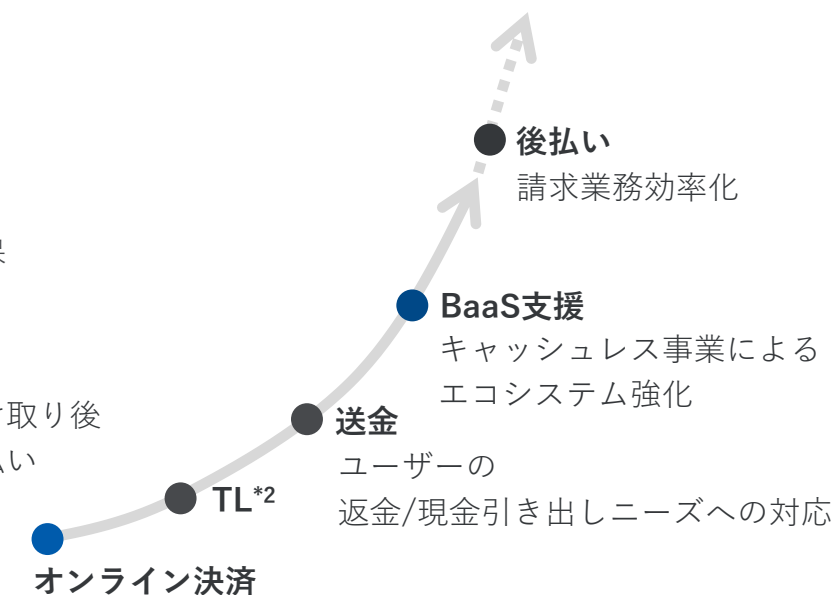 後払い
請求業務効率化
BaaS支援
キャッシュレス事業による
エコシステム強化
取り後
送金
ユーザーの
返金/現金引き出しニーズへの対応
TL*2
オンライン決済